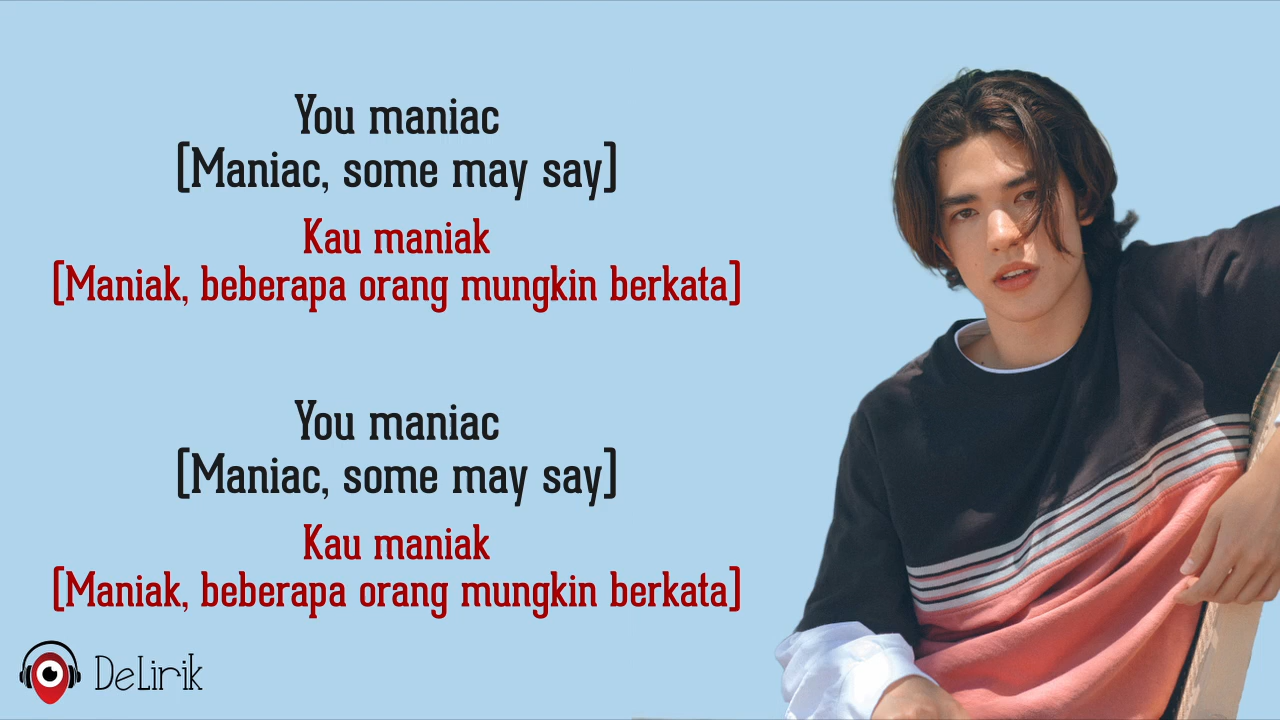 You maniac
[Maniac, some may say]
Kau maniak
[Maniak, beberapa orang mungkin berkata]
You maniac
[Maniac, some may say]
Kau maniak
[Maniak, beberapa orang mungkin berkata]
DeLirik